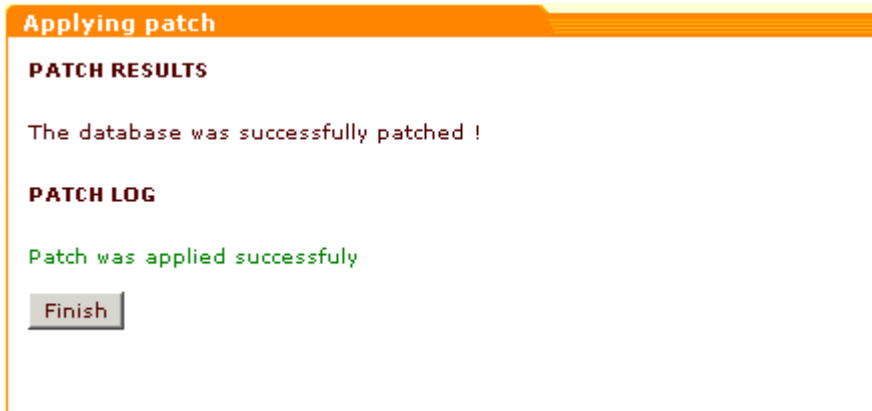 Applying patch
PATCH RESULTS
The database was successfully patched !
PATCH LOG
Patch was applied successfuly
Finish